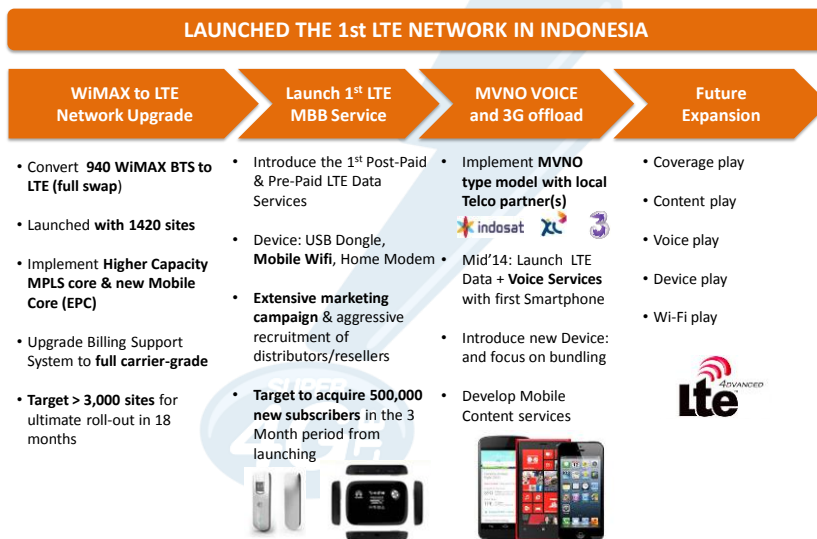 LAUNCHED THE 1st LTE NETWORK IN INDONESIA
WiMAX to LTE
Network Upgrade
• Convert 940 WiMAX BTS to
LTE (full swap)
• Launched with 1420 sites
• Implement Higher Capacity
MPLS core & new Mobile
Core (EPC)
• Upgrade Billing Support
System to full carrier-grade
• Target > 3,000 sites for
ultimate roll-out in 18
months
Launch 1st LTE
MBB Service
• Introduce the 1st Post-Paid
& Pre-Paid LTE Data
Services
• Device: USB Dongle,
Mobile Wifi, Home Modem
• Extensive marketing
campaign & aggressive
recruitment of
distributors/resellers
• Target to acquire 500,000
new subscribers in the 3
Month period from
launching
MVNO VOICE
and 3G offload
• Implement MVNO
type model with local
Telco partner(s)
indosat XL 3
• Mid'14: Launch LTE
Data + Voice Services
with first Smartphone
• Introduce new Device:
and focus on bundling
• Develop Mobile
Content services
Future
Expansion
• Coverage play
• Content play
• Voice play
• Device play
• Wi-Fi play
Lte ADVANCED
SUPER
4G